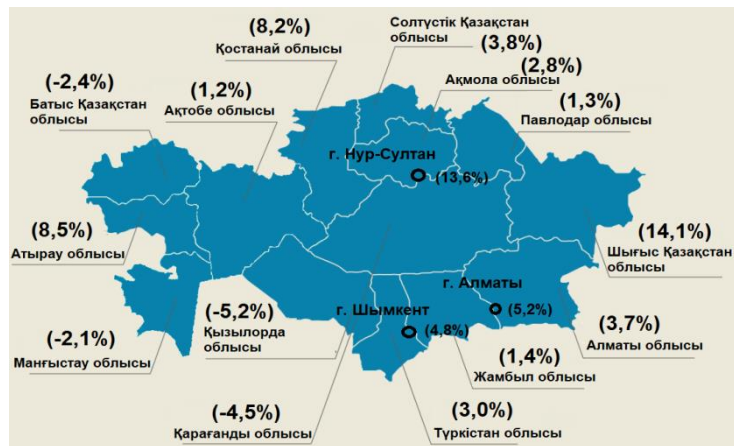 (8,2%)
Қостанай облысы
Солтүстік Қазақстан
облысы
(3,8%)
(2,8%)
Ақмола облысы
(-2,4%)
Батыс Қазақстан
облысы
(1,2%)
Ақтобе облысы
(1,3%)
Павлодар облысы
г. Нур-Султан
(13,6%)
(8,5%)
Атырау облысы
(14,1%)
Шығыс Қазақстан
облысы
г. Алматы
(5,2%)
г. Шымкент
(4,8%)
(-5,2%)
Қызылорда
облысы
(3,7%)
Алматы облысы
(-2,1%)
Манғыстау облысы
(1,4%)
Жамбыл облысы
(-4,5%)
Қарағанды облысы
(3,0%)
Түркістан облысы